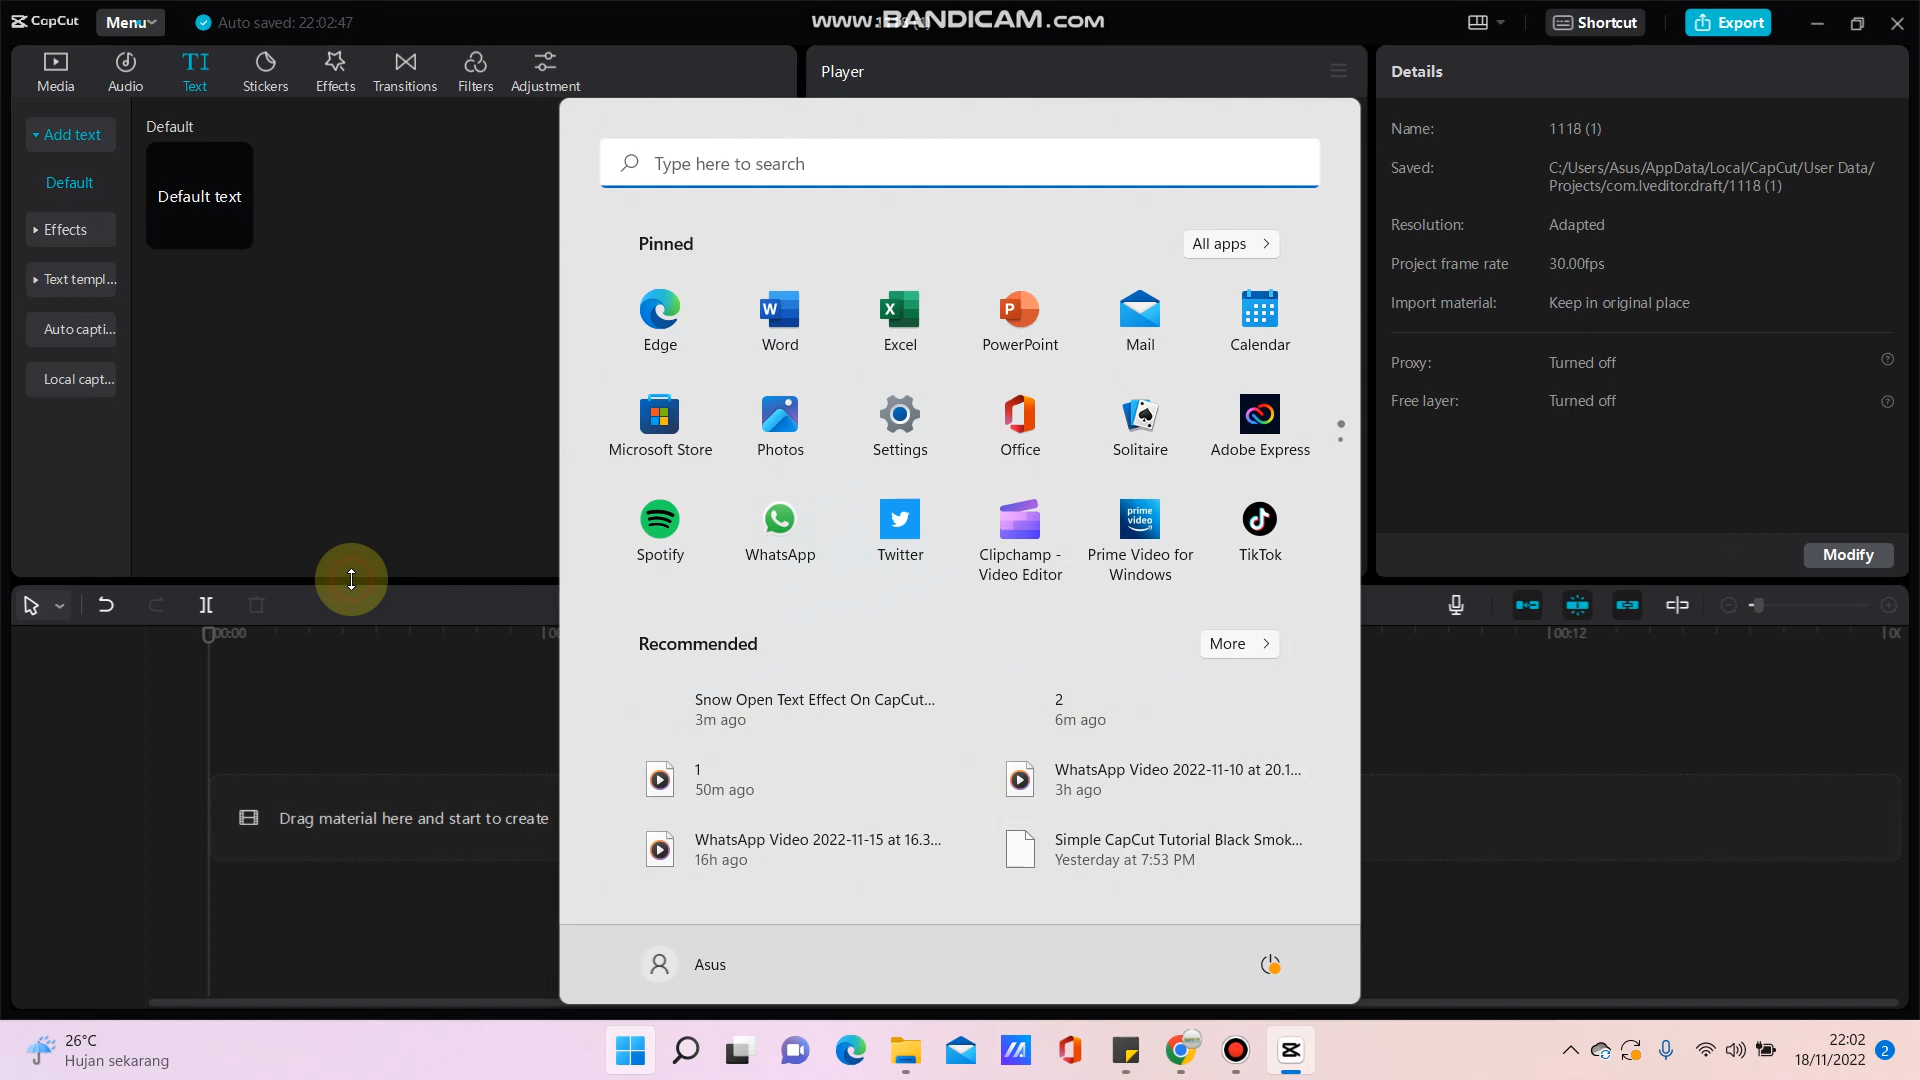 CapCut
Menu
Auto saved: 22:02:47
www.BANDICAM.com
Shortcut
Export
Media
Audio
TI
Text
Stickers
Effects
Transitions
Filters
Adjustment
Player
Details
Add text
Default
Effects
Text templ...
Auto capti...
Local capt...
Default
Default text
Name:
1118 (1)
Saved:
C:/Users/Asus/AppData/Local/CapCut/User Data/
Projects/com.lveditor.draft/1118 (1)
Resolution:
Adapted
Project frame rate
30.00fps
Import material:
Keep in original place
Proxy:
Turned off
Free layer:
Turned off
Modify
Type here to search
Pinned
All apps
Edge
Word
Excel
PowerPoint
Mail
Calendar
Microsoft Store
Photos
Settings
Office
Solitaire
Adobe Express
prime
video
Spotify
WhatsApp
Twitter
Clipchamp -
Video Editor
Prime Video for
Windows
TikTok
Recommended
More
Snow Open Text Effect On CapCut...
3m ago
2
6m ago
1
50m ago
WhatsApp Video 2022-11-10 at 20.1...
3h ago
WhatsApp Video 2022-11-15 at 16.3...
16h ago
Simple CapCut Tutorial Black Smok...
Yesterday at 7:53 PM
Asus
00:00
00:12
Drag material here and start to create
26°C
Hujan sekarang
22:02
18/11/2022
2